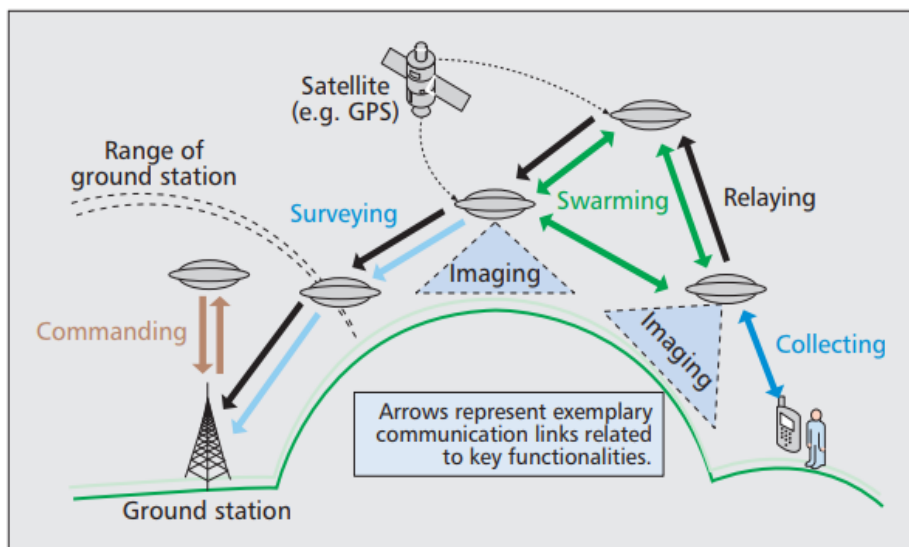 Satellite
(e.g. GPS)
Range of
ground station
Surveying
Swarming
Relaying
Imaging
Commanding
Imaging
Collecting
Arrows represent exemplary
communication links related
to key functionalities.
Ground station